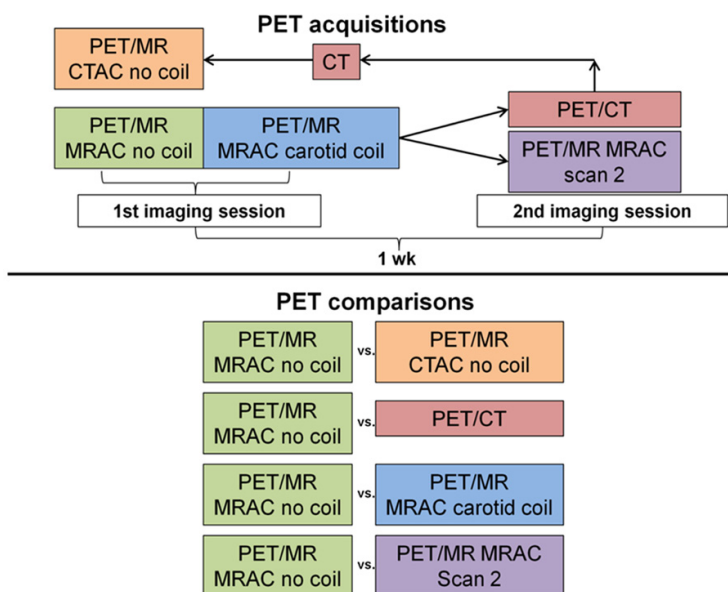 PET acquisitions
PET/MR
CTAC no coil
CT
PET/MR
MRAC no coil
PET/MR
MRAC carotid coil
PET/CT
PET/MR MRAC
scan 2
1st imaging session
2nd imaging session
1 wk
PET comparisons
PET/MR
MRAC no coil
vs.
PET/MR
CTAC no coil
PET/MR
MRAC no coil
vs.
PET/CT
PET/MR
MRAC no coil
vs.
PET/MR
MRAC carotid coil
PET/MR
MRAC no coil
vs.
PET/MR MRAC
Scan 2